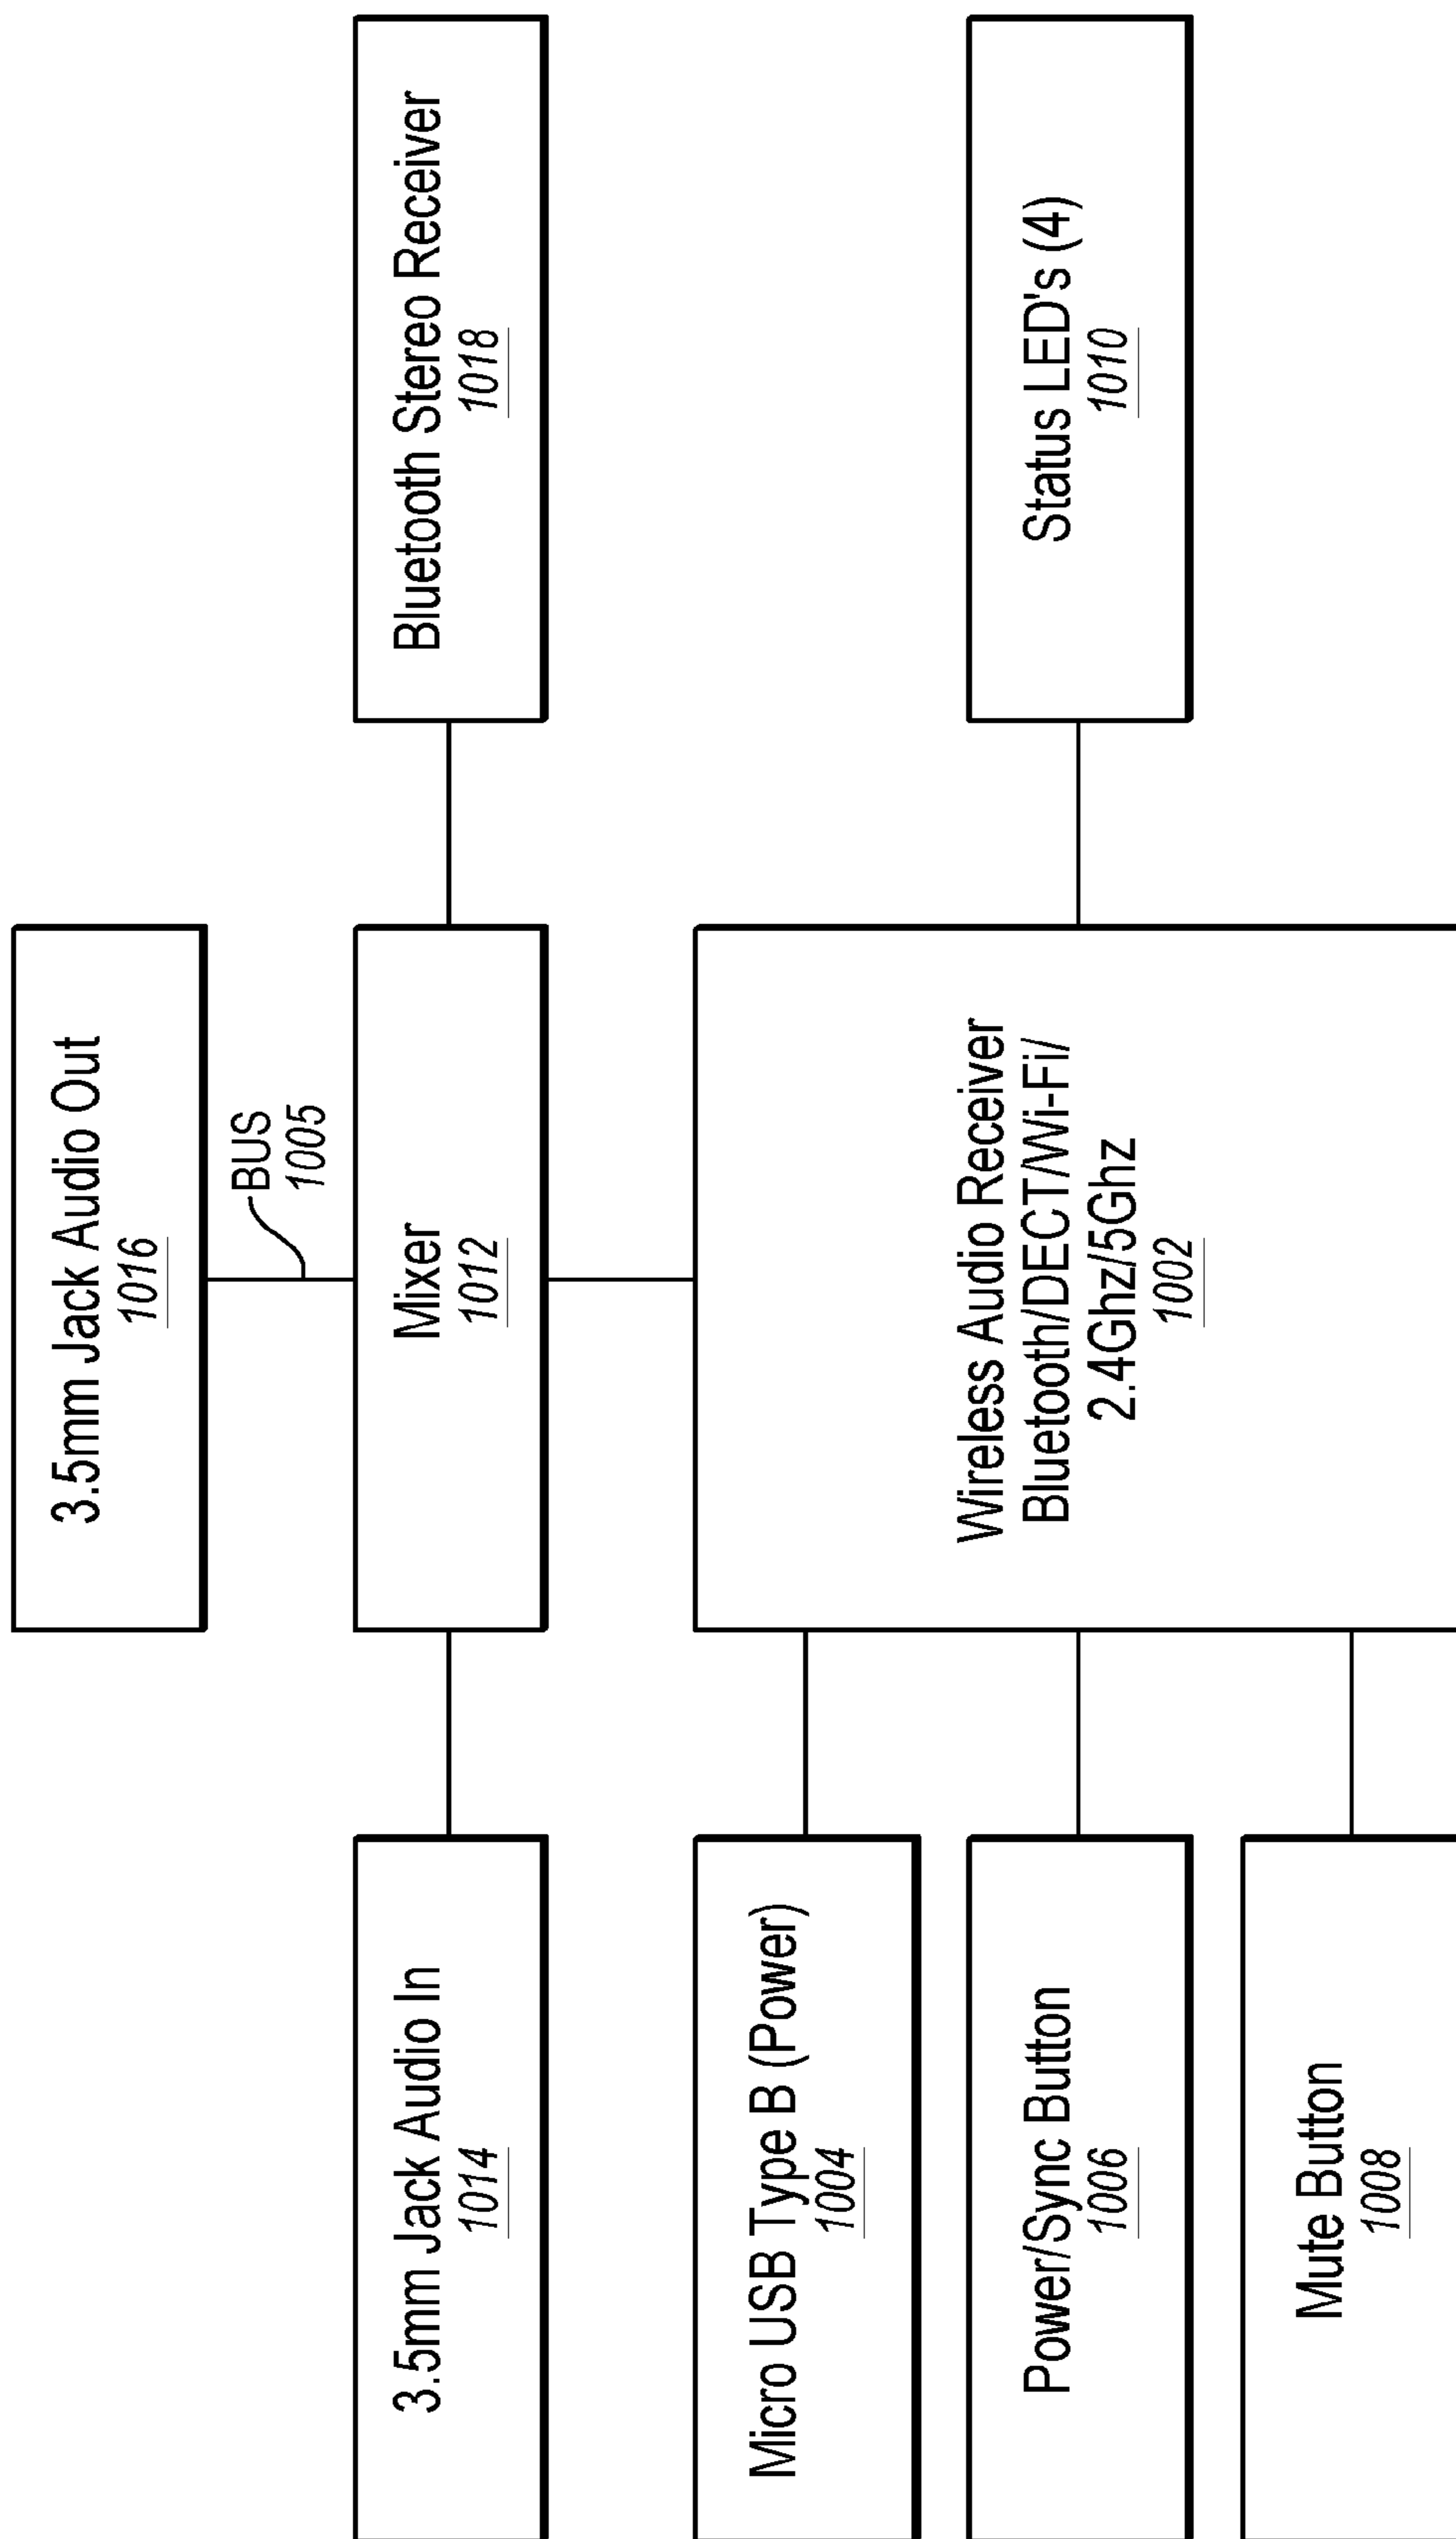 3.5mm Jack Audio Out
1016
BUS
1005
3.5mm Jack Audio In
1014
Mixer
1012
Bluetooth Stereo Receiver
1018
Micro USB Type B (Power)
1004
Power/Sync Button
1006
Mute Button
1008
Wireless Audio Receiver
Bluetooth/DECT/Wi-Fi/
2.4Ghz/5Ghz
1002
Status LED's (4)
1010